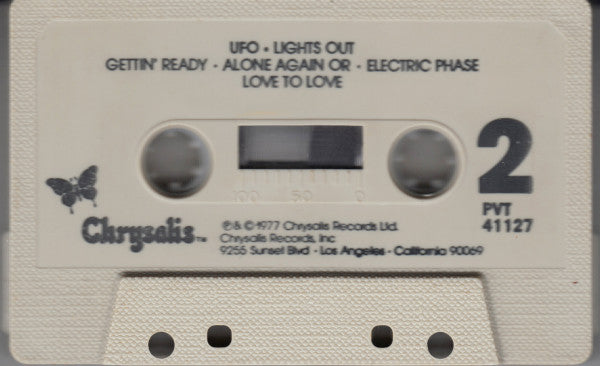 UFO • LIGHTS OUT
GETTIN' READY • ALONE AGAIN OR • ELECTRIC PHASE
LOVE TO LOVE
2
100 50 0
PVT
41127
Chrysalis™
℗ & © 1977 Chrysalis Records Ltd.
Chrysalis Records, Inc.
9255 Sunset Blvd • Los Angeles • California 90069